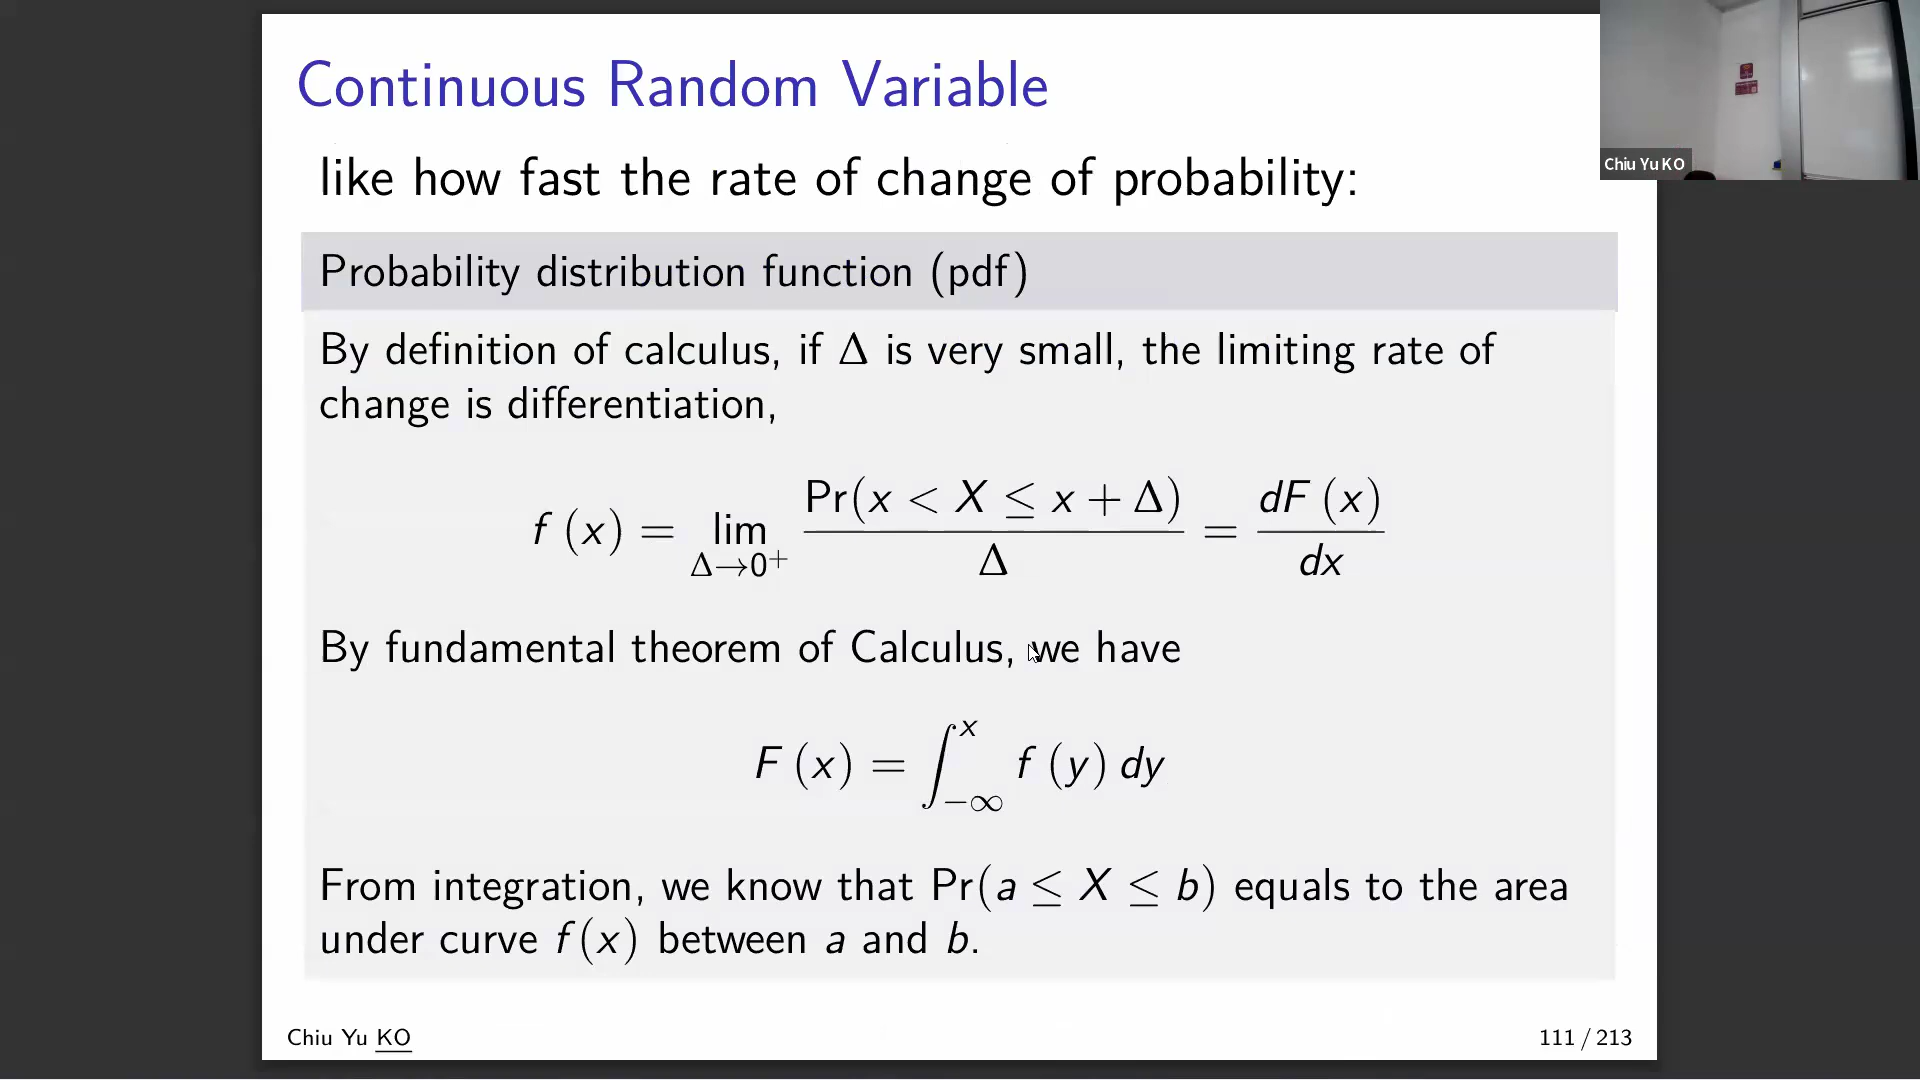 Continuous Random Variable
like how fast the rate of change of probability:
Probability distribution function (pdf)
By definition of calculus, if Δ is very small, the limiting rate of
change is differentiation,
f (x) = lim_{Δ→0⁺} Pr(x < X ≤ x + Δ) / Δ = dF (x) / dx
By fundamental theorem of Calculus, we have
F (x) = ∫_{−∞}^{x} f (y) dy
From integration, we know that Pr(a ≤ X ≤ b) equals to the area
under curve f(x) between a and b.
Chiu Yu KO
111 / 213
Chiu Yu KO